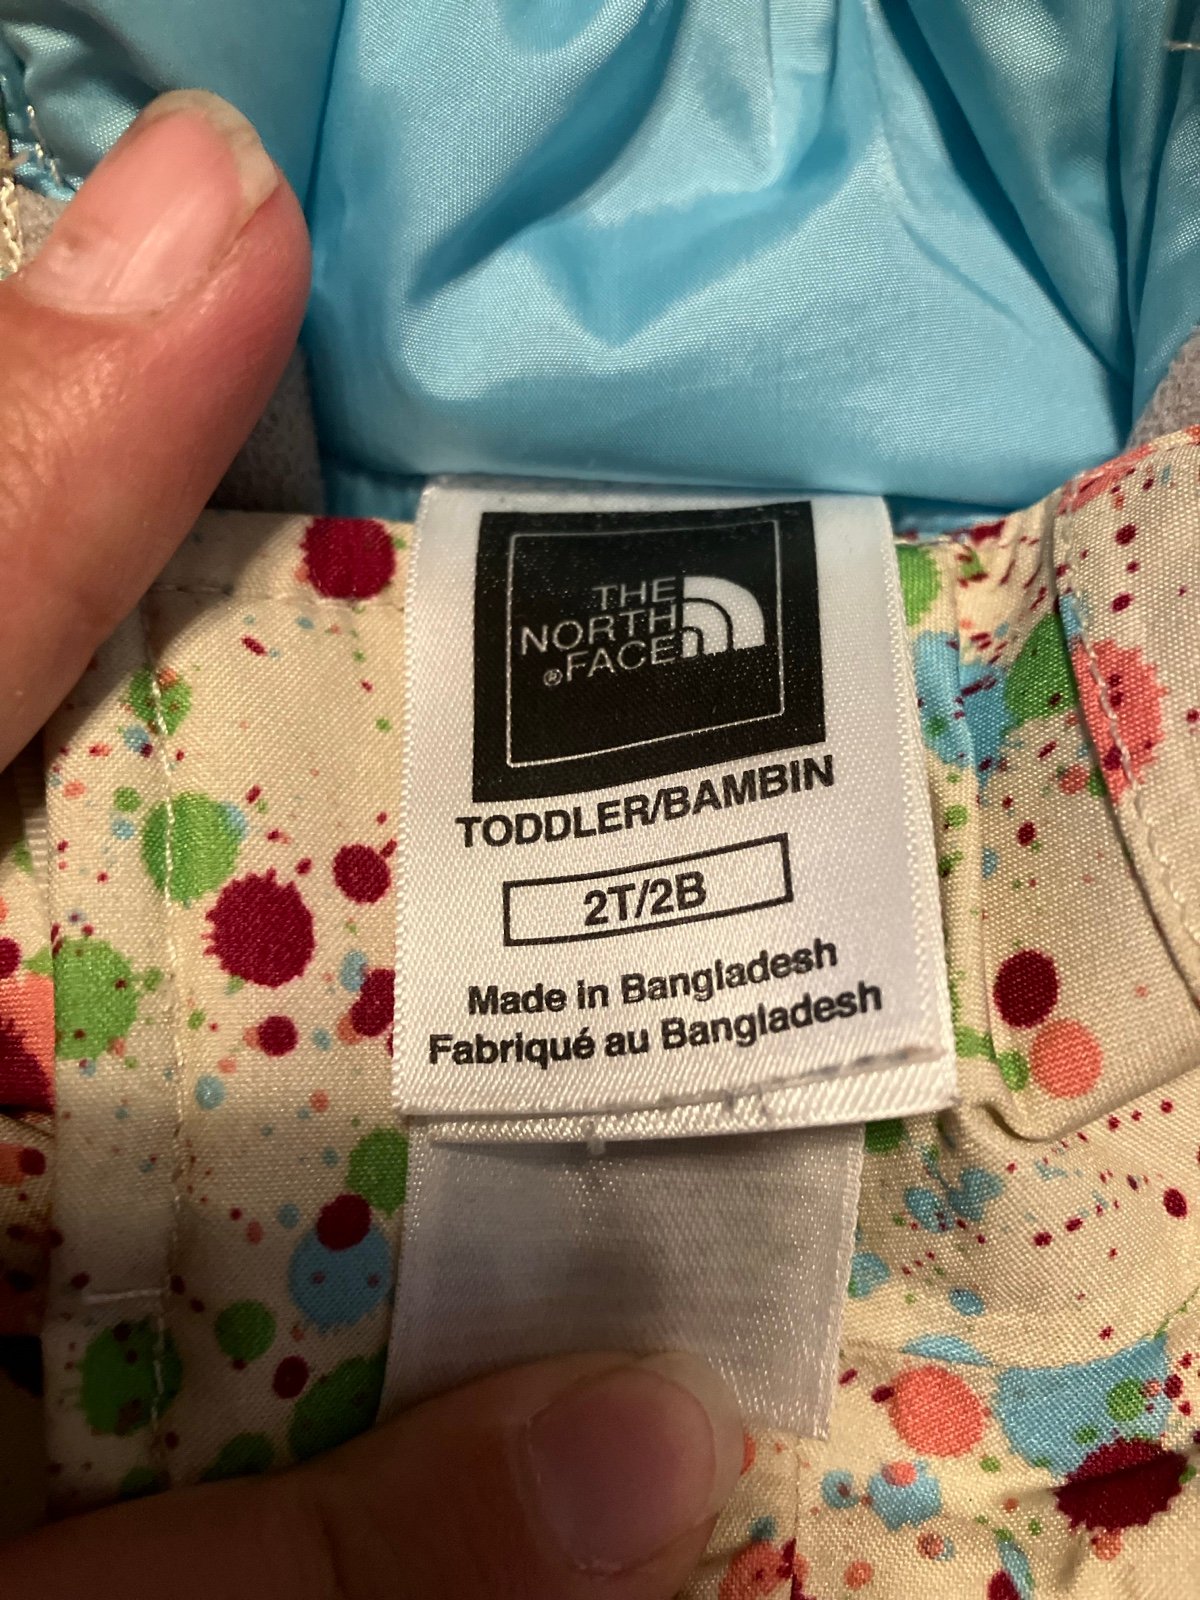 THE
NORTH
®FACE
TODDLER/BAMBIN
2T/2B
Made in Bangladesh
Fabriqué au Bangladesh